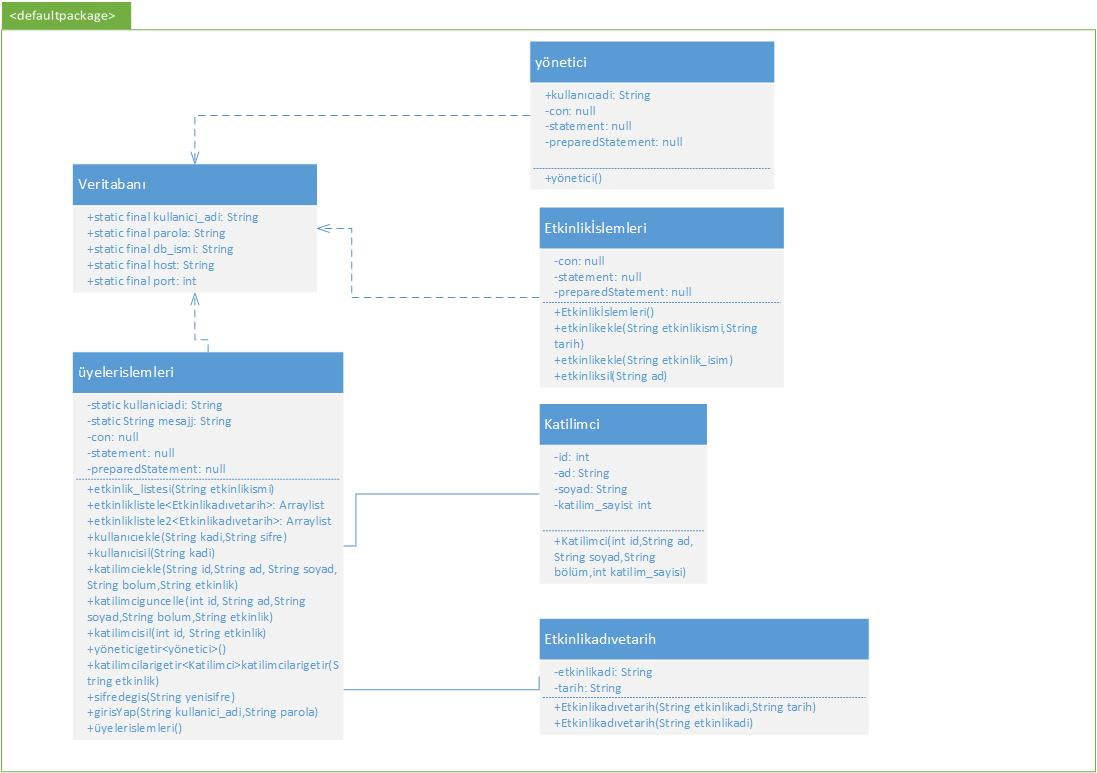 <defaultpackage>
yönetici
+kullanıcıadi: String
-con: null
-statement: null
-preparedStatement: null
+yönetici()
Veritabanı
+static final kullanici_adi: String
+static final parola: String
+static final db_ismi: String
+static final host: String
+static final port: int
Etkinlikİslemleri
-con: null
-statement: null
-preparedStatement: null
+Etkinlikİslemleri()
+etkinlikekle(String etkinlikismi,String
tarih)
+etkinlikekle(String etkinlik_isim)
+etkinliksil(String ad)
üyelerislemleri
-static kullaniciadi: String
-static String mesajj: String
-con: null
-statement: null
-preparedStatement: null
+etkinlik_listesi(String etkinlikismi)
+etkinliklistele<Etkinlikadıvetarih>: Arraylist
+etkinliklistele2<Etkinlikadıvetarih>: Arraylist
+kullanıcıekle(String kadi,String sifre)
+kullanıcısil(String kadi)
+katilimciekle(String id,String ad, String soyad,
String bolum,String etkinlik)
+katilimciguncelle(int id, String ad,String
soyad,String bolum,String etkinlik)
+katilimcisil(int id, String etkinlik)
+yöneticigetir<yönetici>()
+katilimcilarigetir<Katilimci>katilimcilarigetir(S
tring etkinlik)
+sifredegis(String yenisifre)
+girisYap(String kullanici_adi,String parola)
+üyelerislemleri()
Katilimci
-id: int
-ad: String
-soyad: String
-katilim_sayisi: int
+Katilimci(int id,String ad,
String soyad,String
bölüm,int katilim_sayisi)
Etkinlikadıvetarih
-etkinlikadi: String
-tarih: String
+Etkinlikadıvetarih(String etkinlikadi,String tarih)
+Etkinlikadıvetarih(String etkinlikadi)